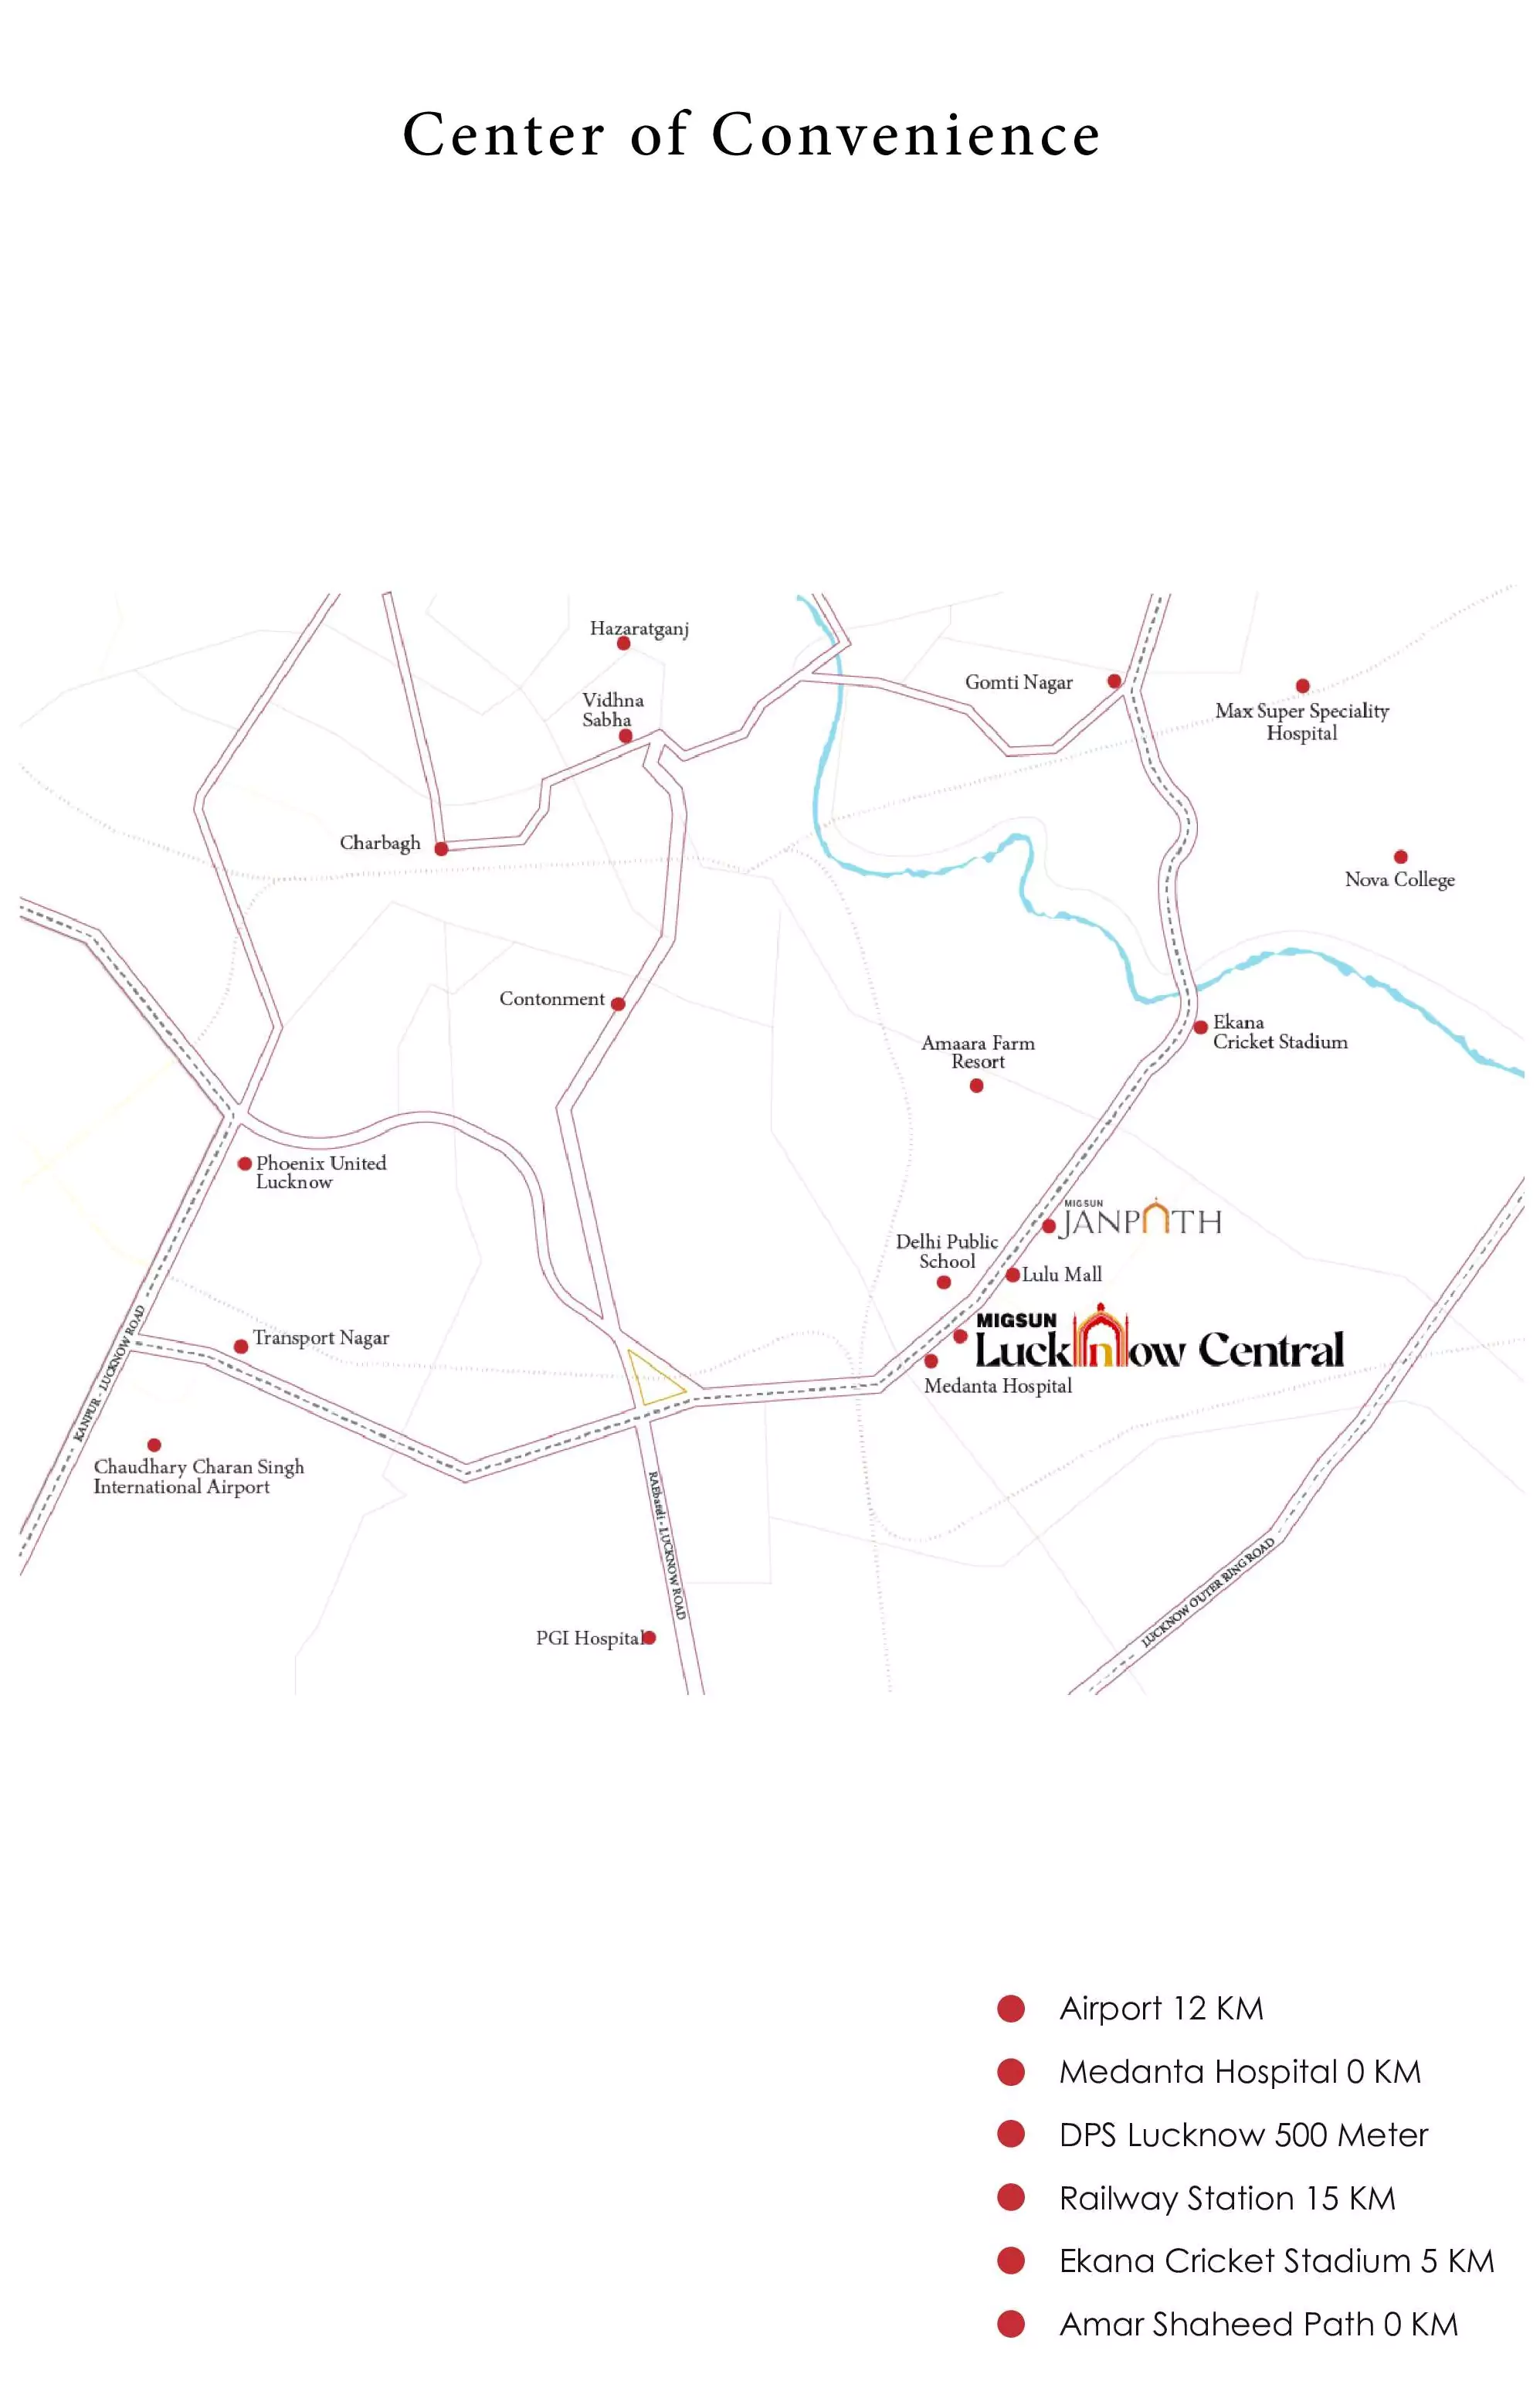 Center of Convenience
Hazaratganj
Vidhna
Sabha
Gomti Nagar
Max Super Speciality
Hospital
Charbagh
Nova College
Contonment
Ekana
Cricket Stadium
Amaara Farm
Resort
Phoenix United
Lucknow
MIGSUN
JANPATH
Delhi Public
School
Lulu Mall
MIGSUN
Lucknow Central
Medanta Hospital
Transport Nagar
KANPUR - LUCKNOW ROAD
Chaudhary Charan Singh
International Airport
RAEbareli - LUCKNOW ROAD
LUCKNOW OUTER RING ROAD
PGI Hospital
Airport 12 KM
Medanta Hospital 0 KM
DPS Lucknow 500 Meter
Railway Station 15 KM
Ekana Cricket Stadium 5 KM
Amar Shaheed Path 0 KM